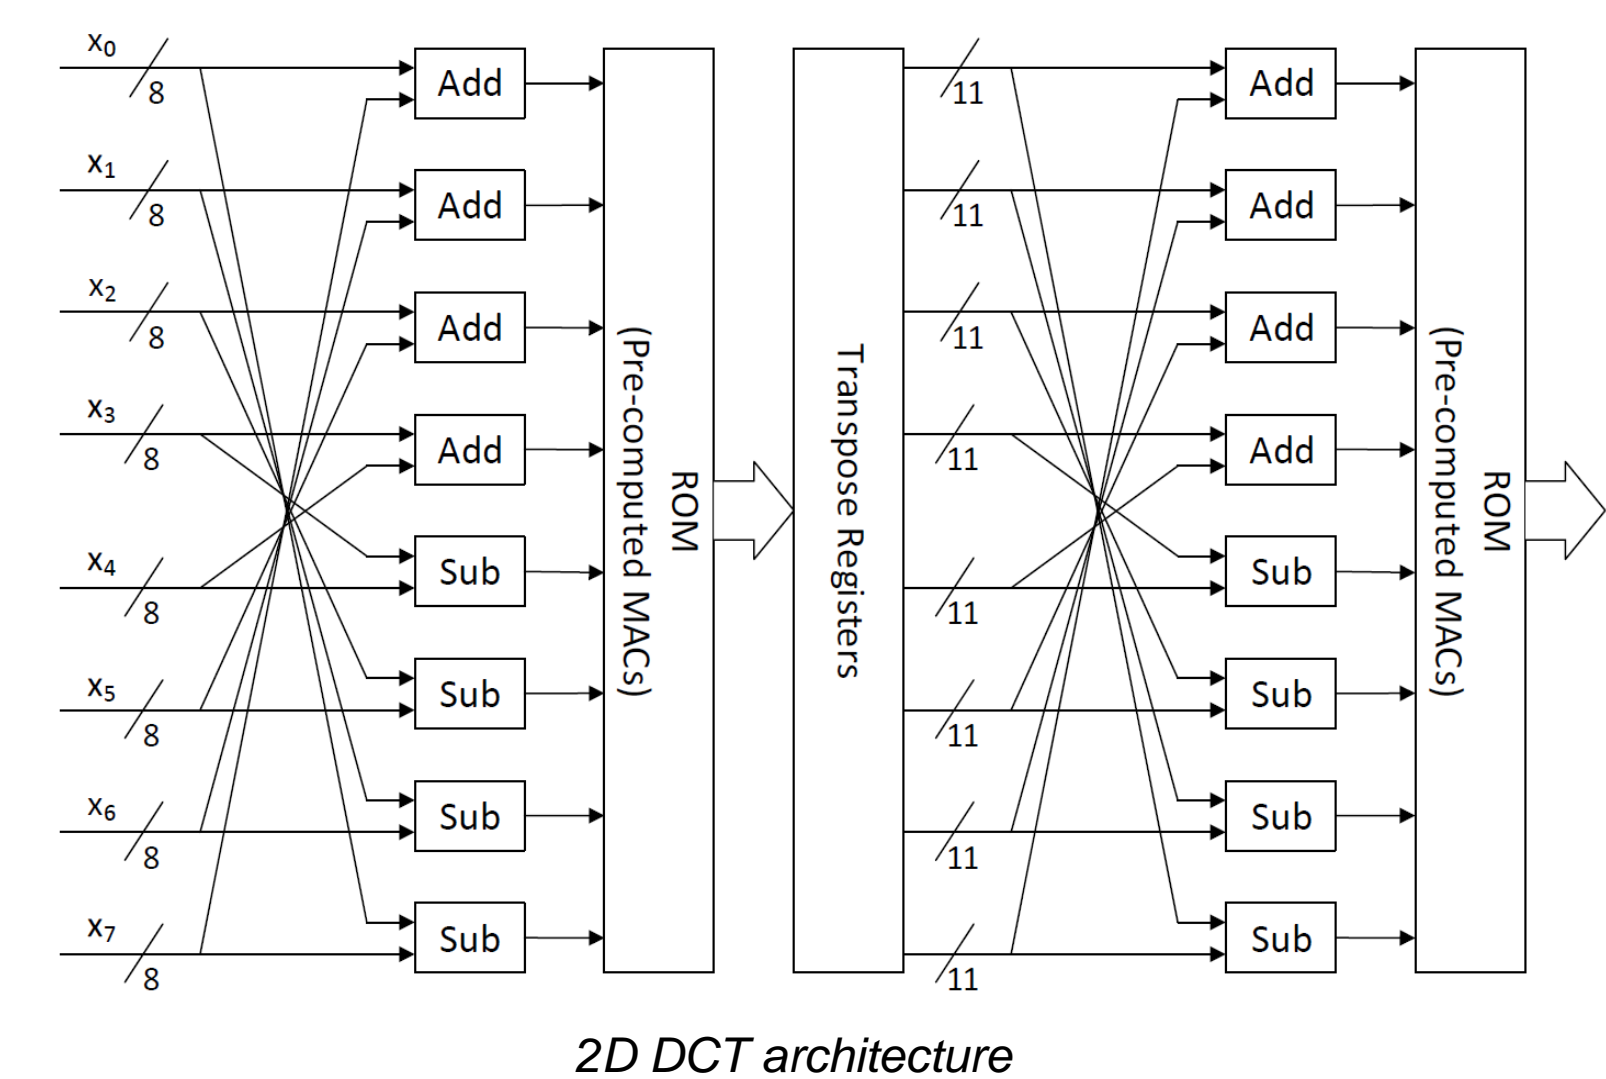 x₀
8
Add
11
Add
x₁
8
Add
11
Add
x₂
8
Add
11
Add
x₃
8
Add
11
Add
x₄
8
Sub
11
Sub
x₅
8
Sub
11
Sub
x₆
8
Sub
11
Sub
x₇
8
Sub
11
Sub
ROM
(Pre-computed MACs)
Transpose Registers
ROM
(Pre-computed MACs)
2D DCT architecture